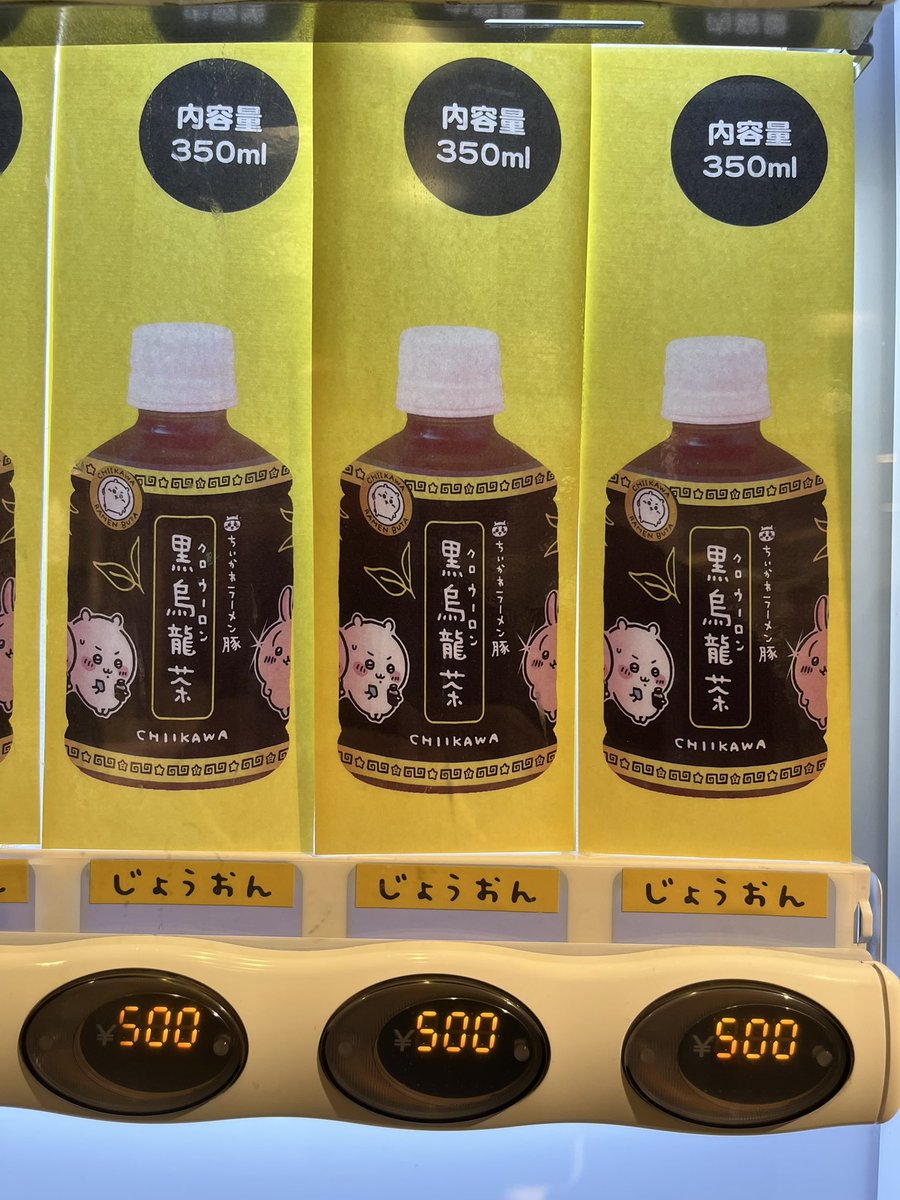 内容量
350ml
内容量
350ml
内容量
350ml
CHIIKAWA
RAMEN BUTA
ちいかわラーメン豚
クロウーロン
黒烏龍茶
CHIIKAWA
CHIIKAWA
RAMEN BUTA
ちいかわラーメン豚
クロウーロン
黒烏龍茶
CHIIKAWA
CHIIKAWA
RAMEN BUTA
ちいかわラーメン豚
クロウーロン
黒烏龍茶
CHIIKAWA
じょうおん
じょうおん
じょうおん
¥500
¥500
¥500